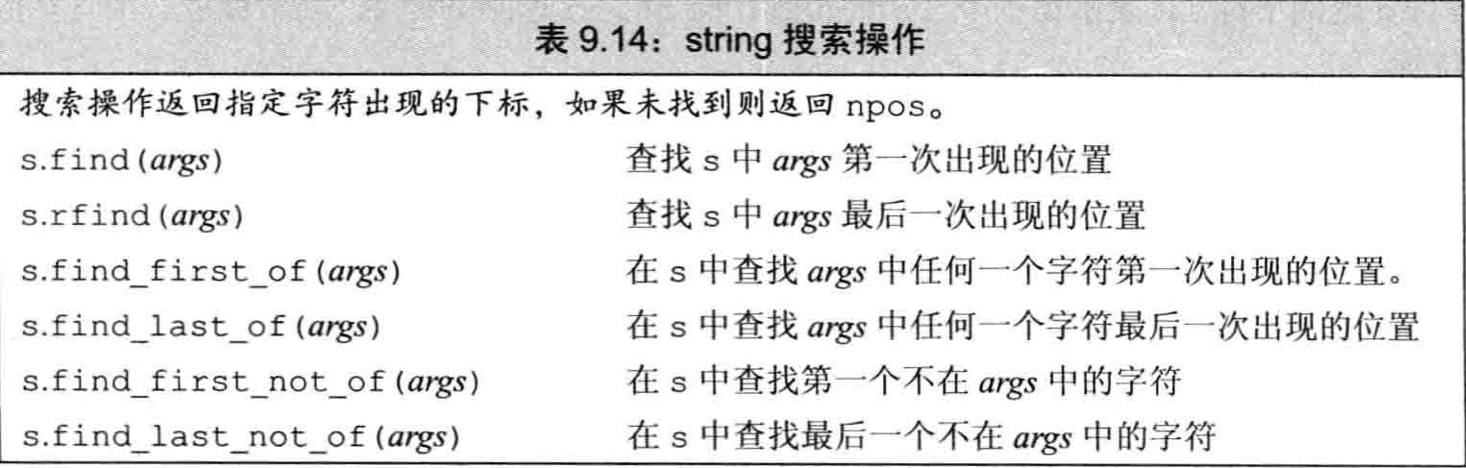 表 9.14：string 搜索操作
搜索操作返回指定字符出现的下标，如果未找到则返回 npos。
s.find(args) 查找 s 中 args 第一次出现的位置
s.rfind(args) 查找 s 中 args 最后一次出现的位置
s.find_first_of(args) 在 s 中查找 args 中任何一个字符第一次出现的位置。
s.find_last_of(args) 在 s 中查找 args 中任何一个字符最后一次出现的位置
s.find_first_not_of(args) 在 s 中查找第一个不在 args 中的字符
s.find_last_not_of(args) 在 s 中查找最后一个不在 args 中的字符